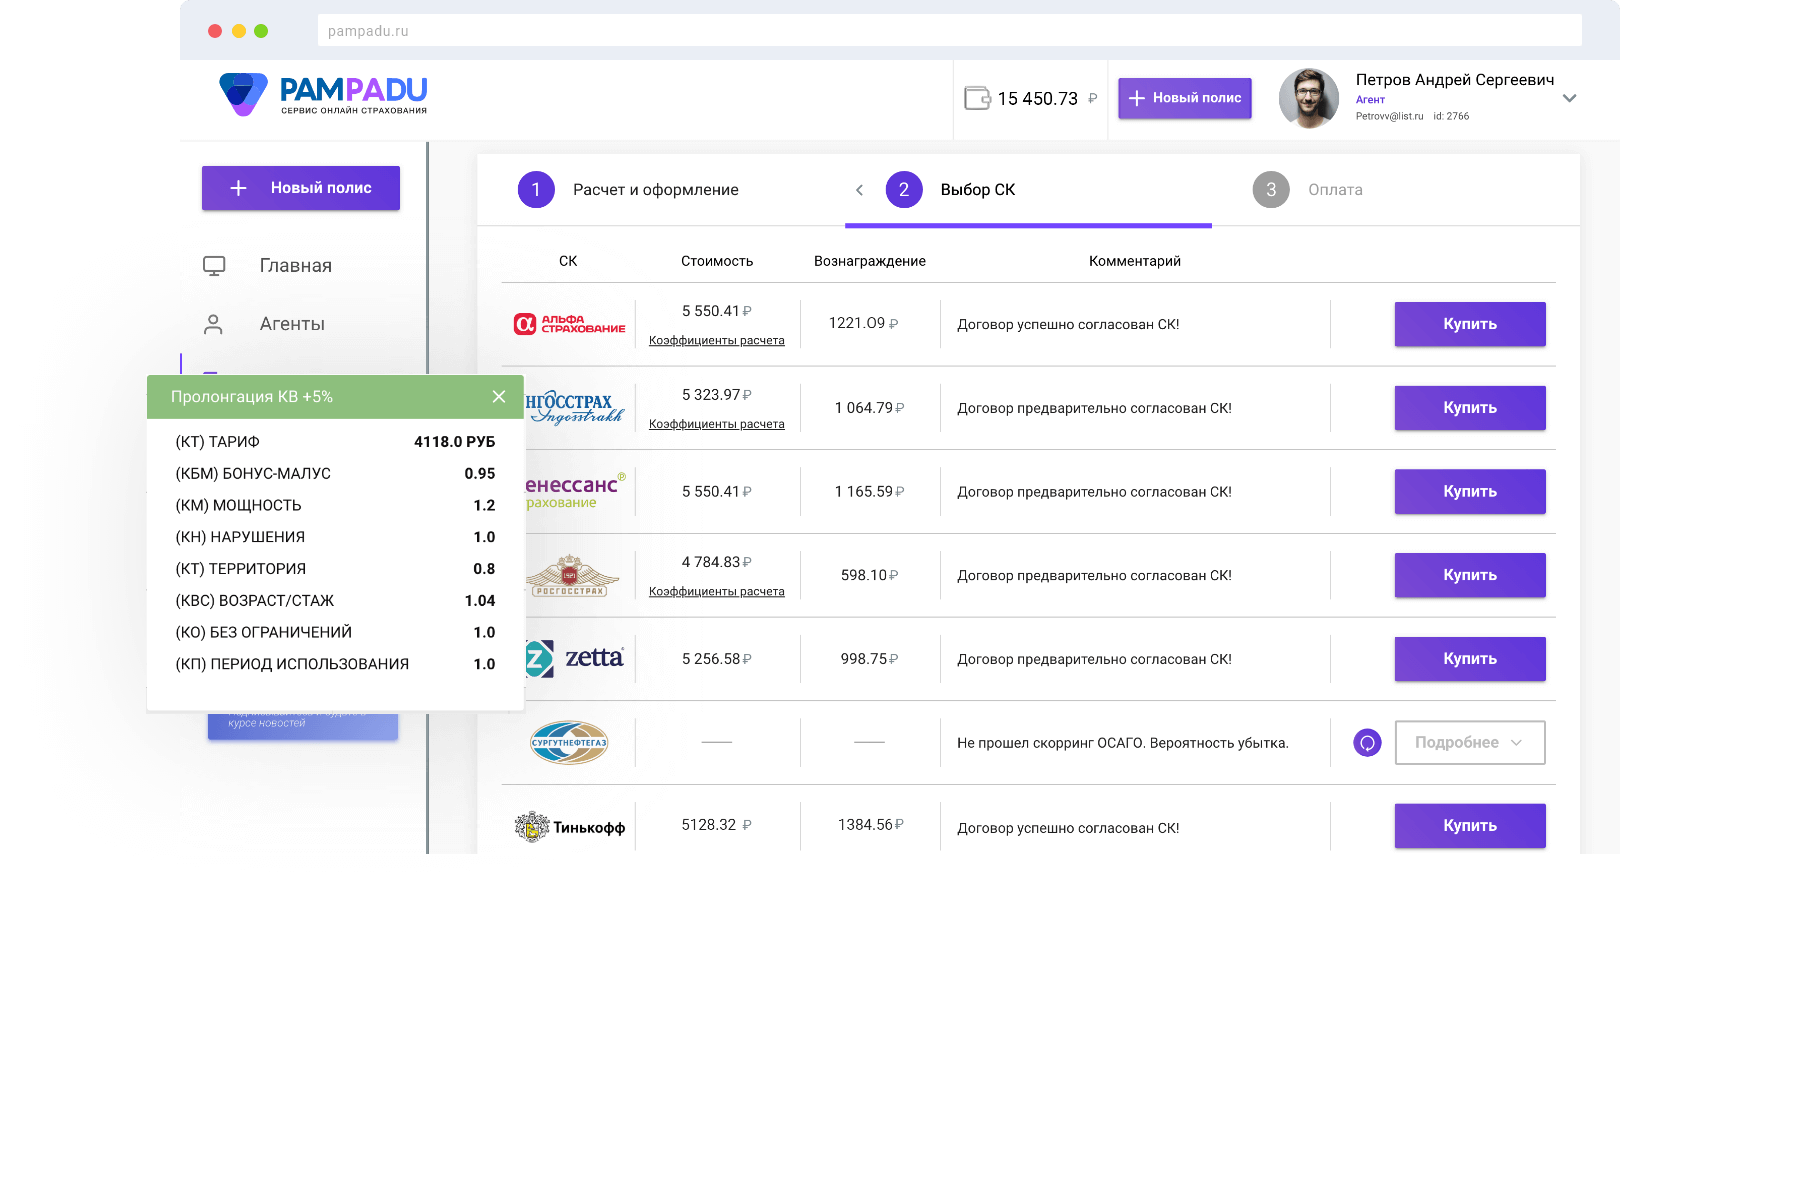 pampadu.ru
PAMPADU
СЕРВИС ОНЛАЙН СТРАХОВАНИЯ
15 450.73 ₽
Новый полис
Петров Андрей Сергеевич
Агент
Petrovv@list.ru id: 2766
Новый полис
Главная
Агенты
Пролонгация КВ +5%
(КТ) ТАРИФ 4118.0 РУБ
(КБМ) БОНУС-МАЛУС 0.95
(КМ) МОЩНОСТЬ 1.2
(КН) НАРУШЕНИЯ 1.0
(КТ) ТЕРРИТОРИЯ 0.8
(КВС) ВОЗРАСТ/СТАЖ 1.04
(КО) БЕЗ ОГРАНИЧЕНИЙ 1.0
(КП) ПЕРИОД ИСПОЛЬЗОВАНИЯ 1.0
курсе новостей
1 Расчет и оформление 2 Выбор СК 3 Оплата
СК Стоимость Вознаграждение Комментарий
АЛЬФА
СТРАХОВАНИЕ
5 550.41 ₽
Коэффициенты расчета
1221.09 ₽
Договор успешно согласован СК!
Купить
НГОССТРАХ
Ingosstrakh
5 323.97 ₽
Коэффициенты расчета
1 064.79 ₽
Договор предварительно согласован СК!
Купить
енессанс
рахование
5 550.41 ₽
1 165.59 ₽
Договор предварительно согласован СК!
Купить
1921
РОСГОССТРАХ
4 784.83 ₽
Коэффициенты расчета
598.10 ₽
Договор предварительно согласован СК!
Купить
Z zetta
5 256.58 ₽
998.75 ₽
Договор предварительно согласован СК!
Купить
СУРГУТНЕФТЕГАЗ
Не прошел скорринг ОСАГО. Вероятность убытка.
Подробнее
Тинькофф
5128.32 ₽
1384.56 ₽
Договор успешно согласован СК!
Купить